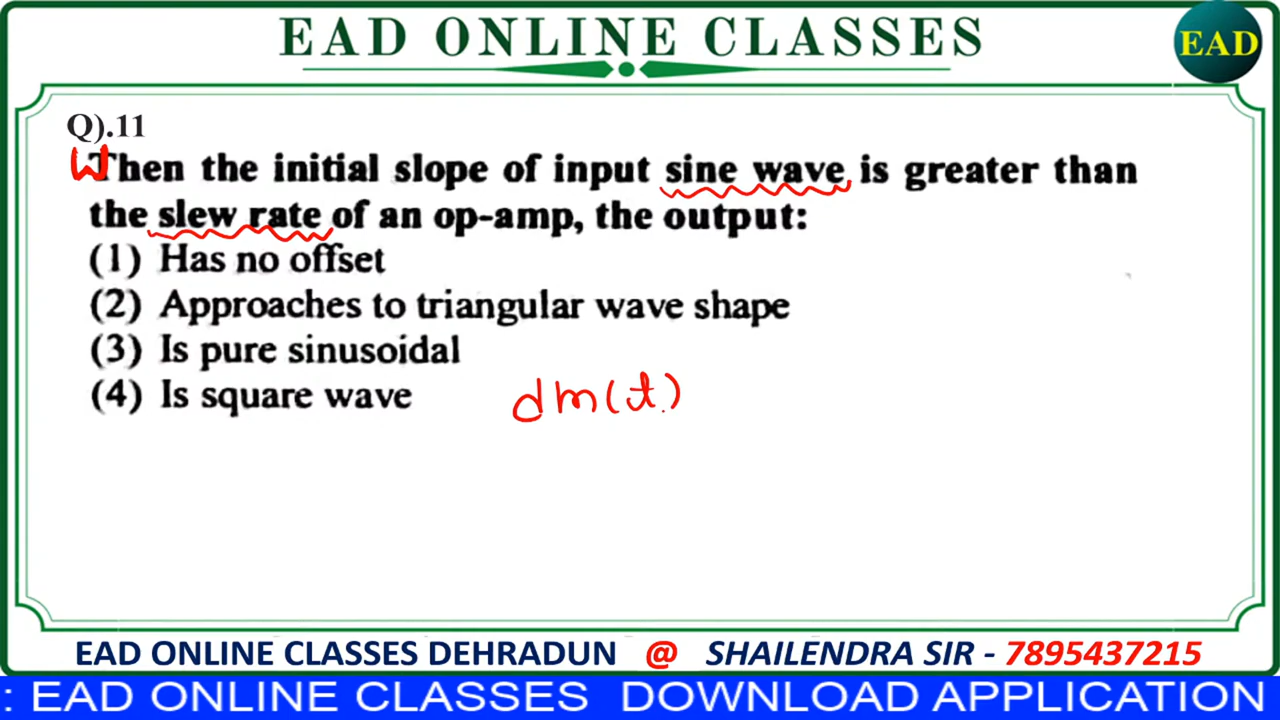 EAD ONLINE CLASSES
EAD
Q).11
When the initial slope of input sine wave is greater than
the slew rate of an op-amp, the output:
(1) Has no offset
(2) Approaches to triangular wave shape
(3) Is pure sinusoidal
(4) Is square wave
dm(t)
EAD ONLINE CLASSES DEHRADUN @ SHAILENDRA SIR - 7895437215
: EAD ONLINE CLASSES DOWNLOAD APPLICATION